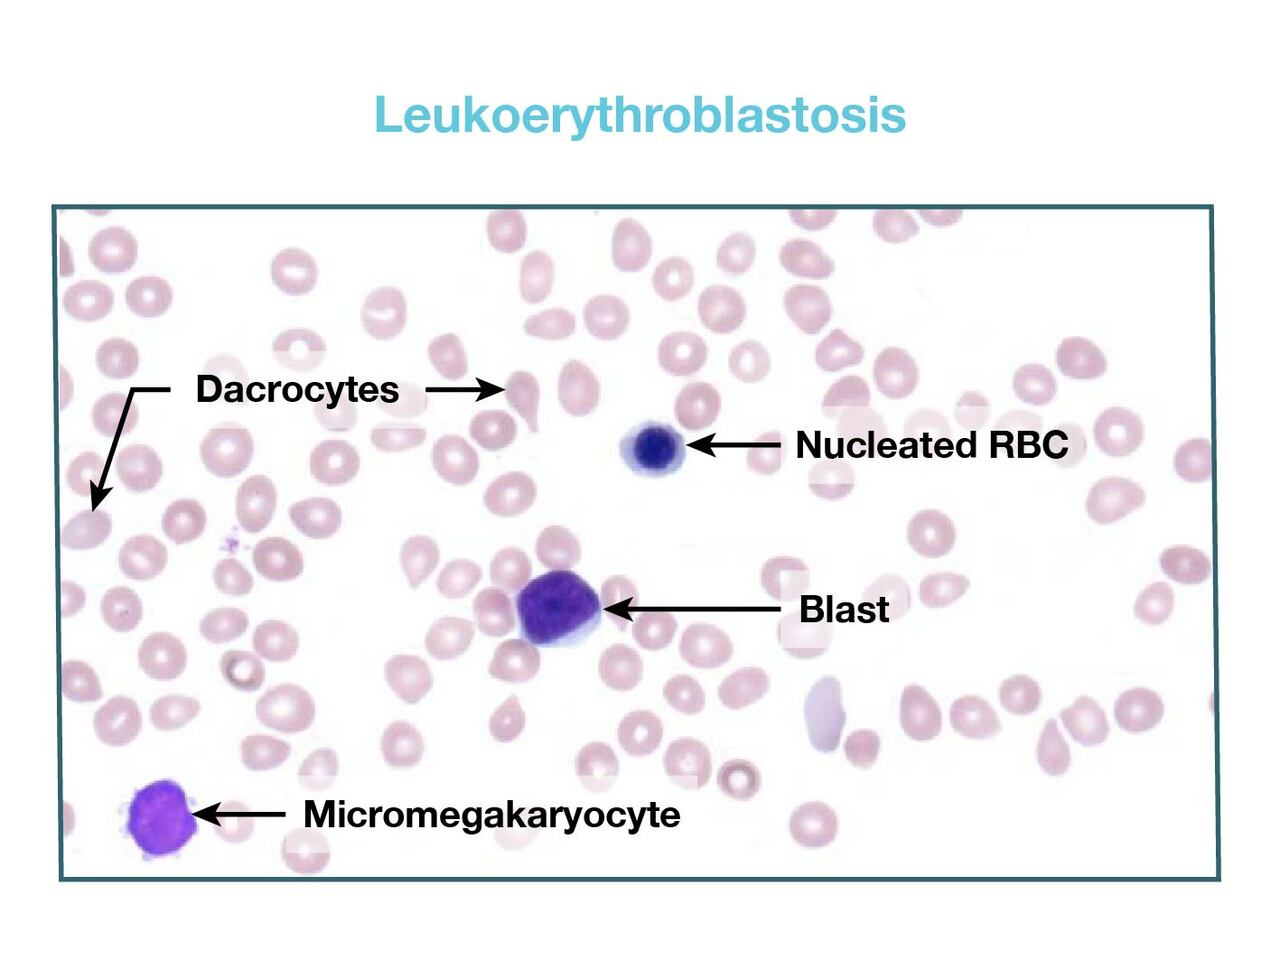 Leukoerythroblastosis
Dacrocytes
Nucleated RBC
Blast
Micromegakaryocyte